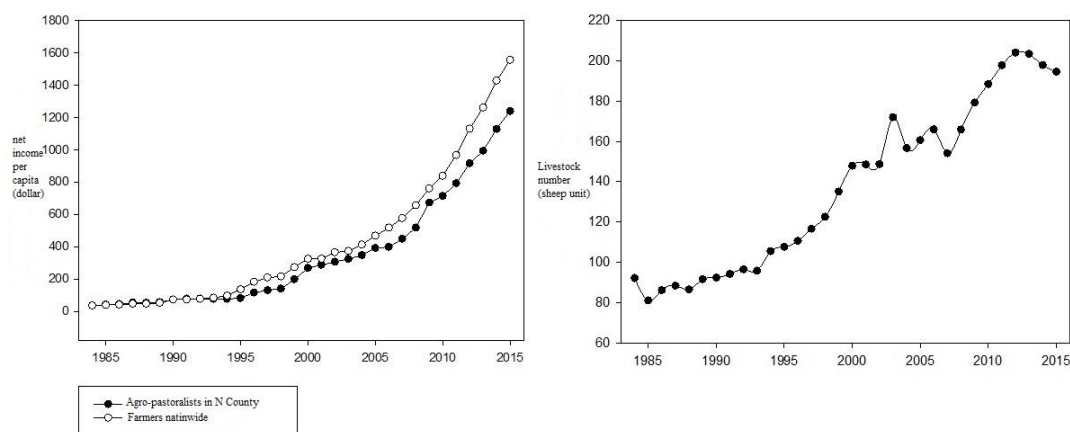 1800
1600
1400
1200
1000
800
600
400
200
0
net
income
per
capita
(dollar)
1985 1990 1995 2000 2005 2010 2015
Agro-pastoralists in N County
Farmers natinwide
220
200
180
160
140
120
100
80
60
Livestock
number
(sheep unit)
1985 1990 1995 2000 2005 2010 2015